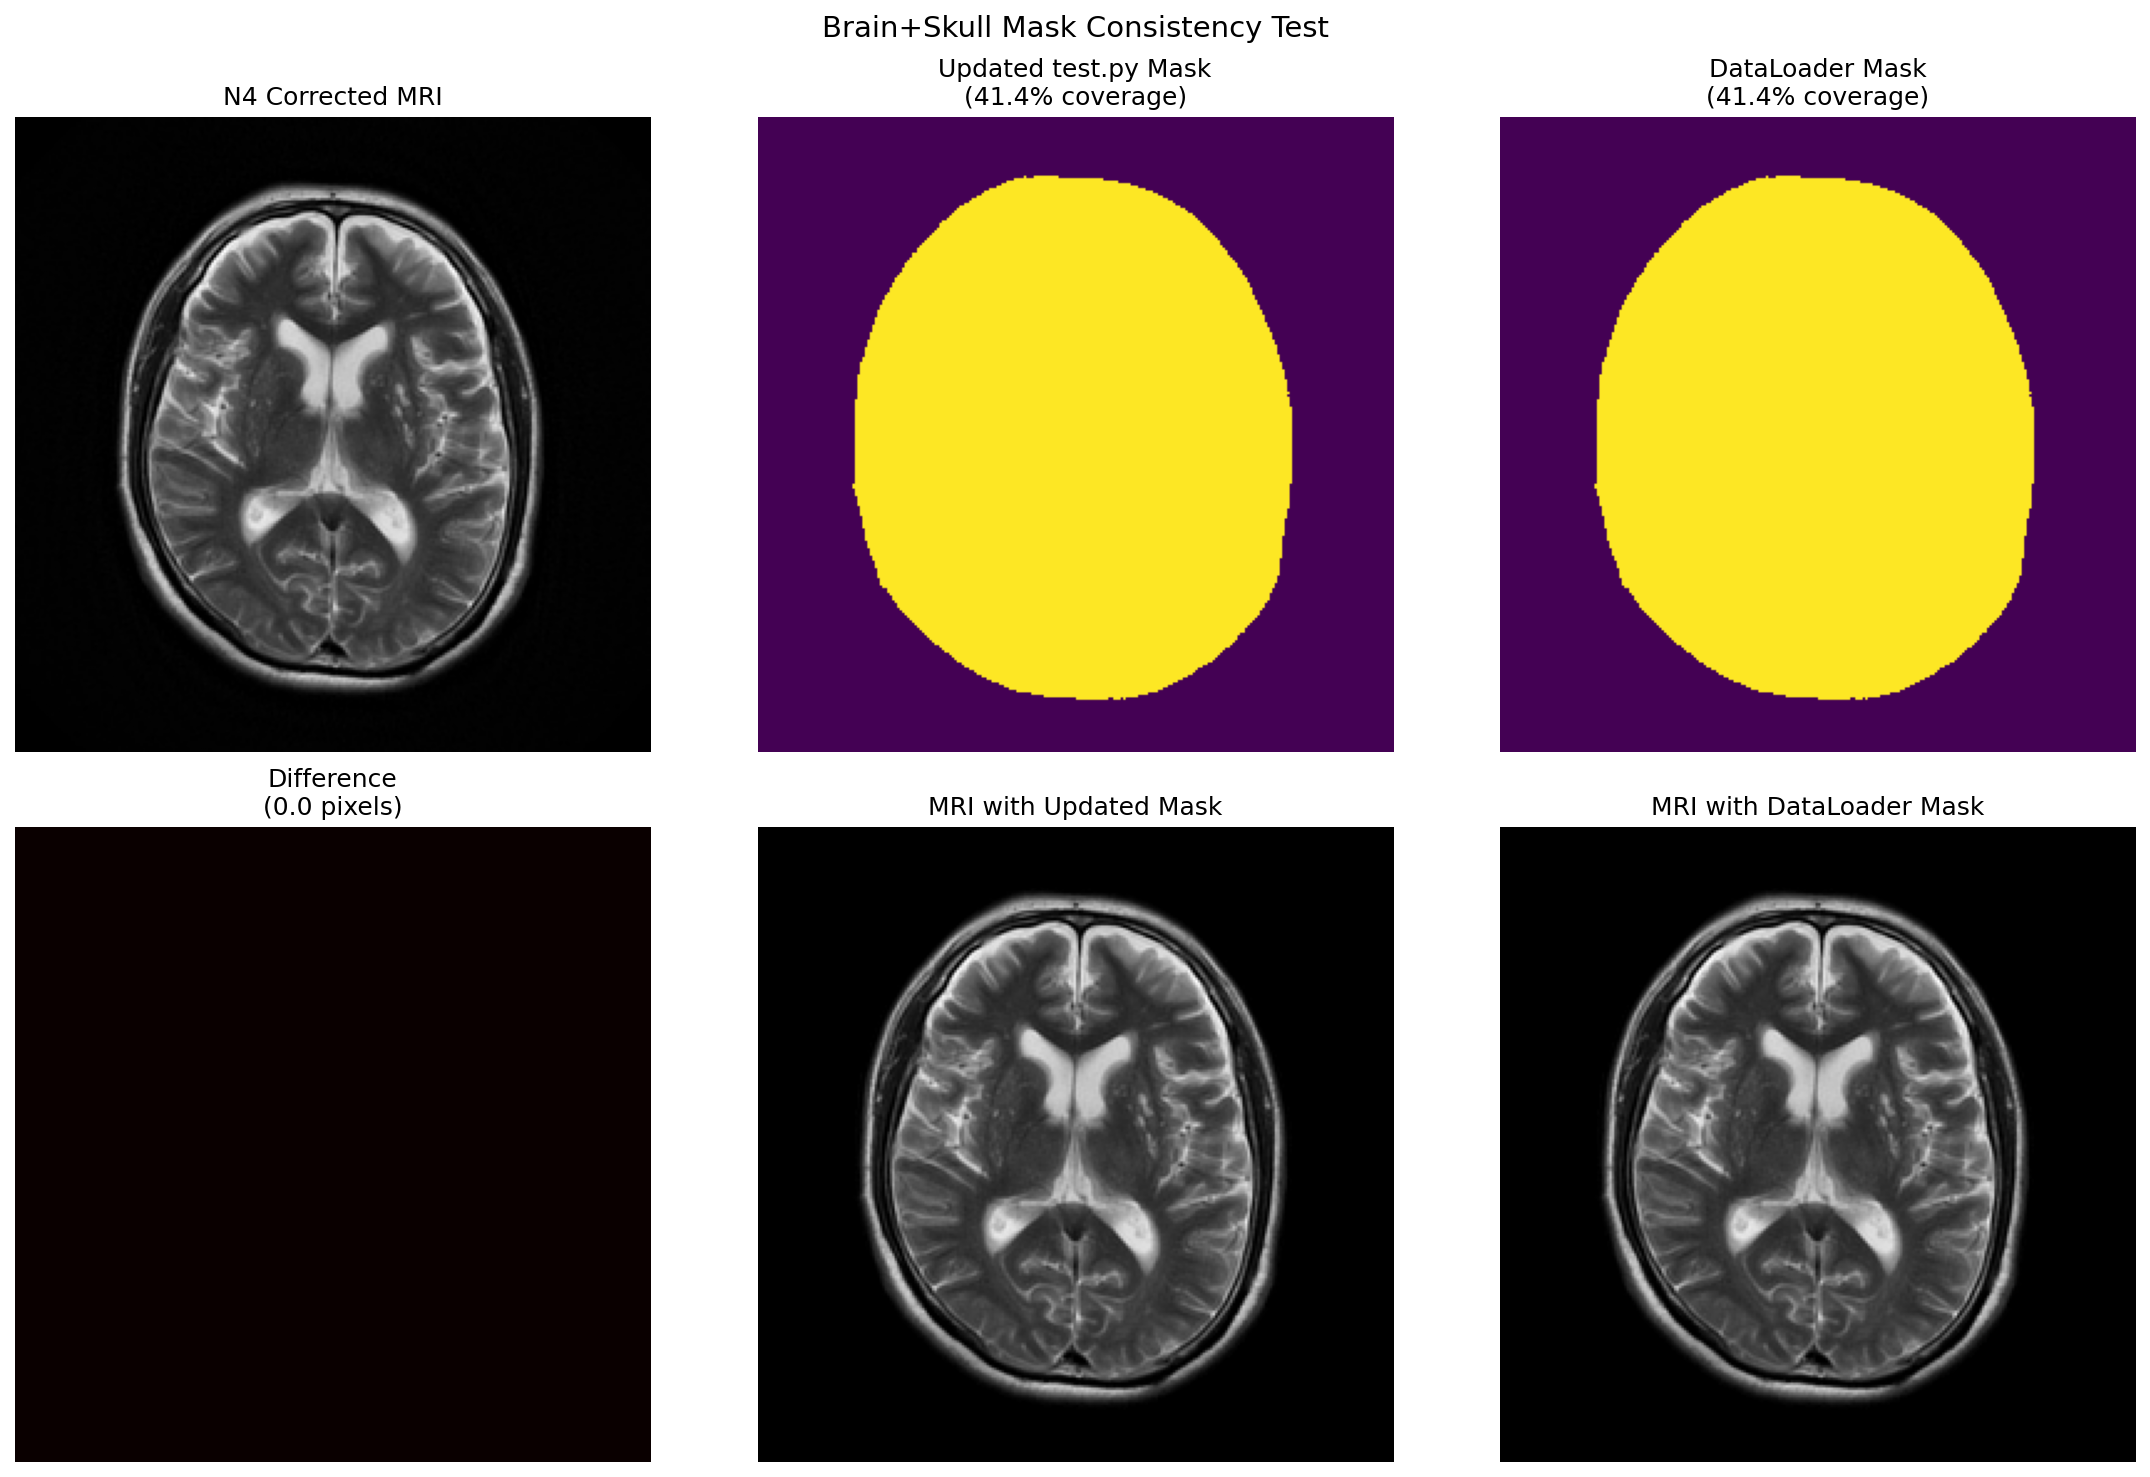 Brain+Skull Mask Consistency Test
N4 Corrected MRI
Updated test.py Mask
(41.4% coverage)
DataLoader Mask
(41.4% coverage)
Difference
(0.0 pixels)
MRI with Updated Mask
MRI with DataLoader Mask